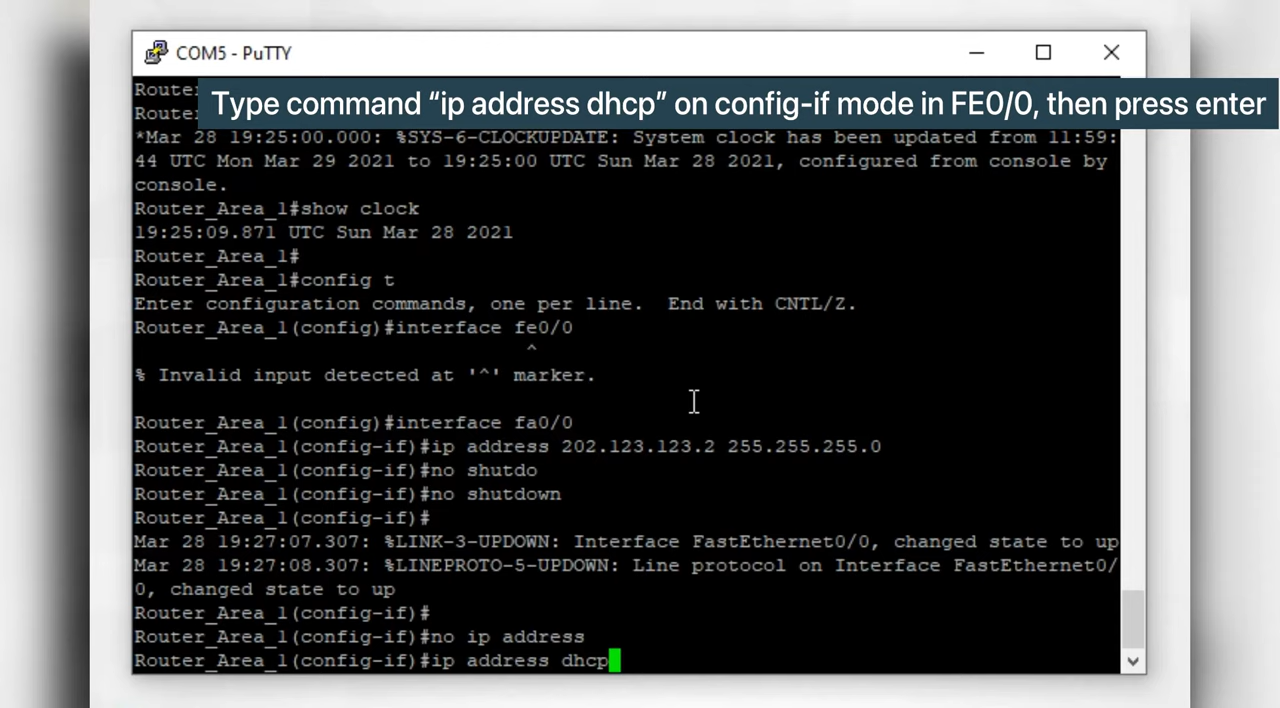 COM5 - PuTTY
Type command “ip address dhcp” on config-if mode in FE0/0, then press enter
*Mar 28 19:25:00.000: %SYS-6-CLOCKUPDATE: System clock has been updated from 11:59:
44 UTC Mon Mar 29 2021 to 19:25:00 UTC Sun Mar 28 2021, configured from console by
console.
Router_Area_1#show clock
19:25:09.871 UTC Sun Mar 28 2021
Router_Area_1#
Router_Area_1#config t
Enter configuration commands, one per line.  End with CNTL/Z.
Router_Area_1(config)#interface fe0/0
^
% Invalid input detected at '^' marker.
Router_Area_1(config)#interface fa0/0
Router_Area_1(config-if)#ip address 202.123.123.2 255.255.255.0
Router_Area_1(config-if)#no shutdo
Router_Area_1(config-if)#no shutdown
Router_Area_1(config-if)#
Mar 28 19:27:07.307: %LINK-3-UPDOWN: Interface FastEthernet0/0, changed state to up
Mar 28 19:27:08.307: %LINEPROTO-5-UPDOWN: Line protocol on Interface FastEthernet0/
0, changed state to up
Router_Area_1(config-if)#
Router_Area_1(config-if)#no ip address
Router_Area_1(config-if)#ip address dhcp